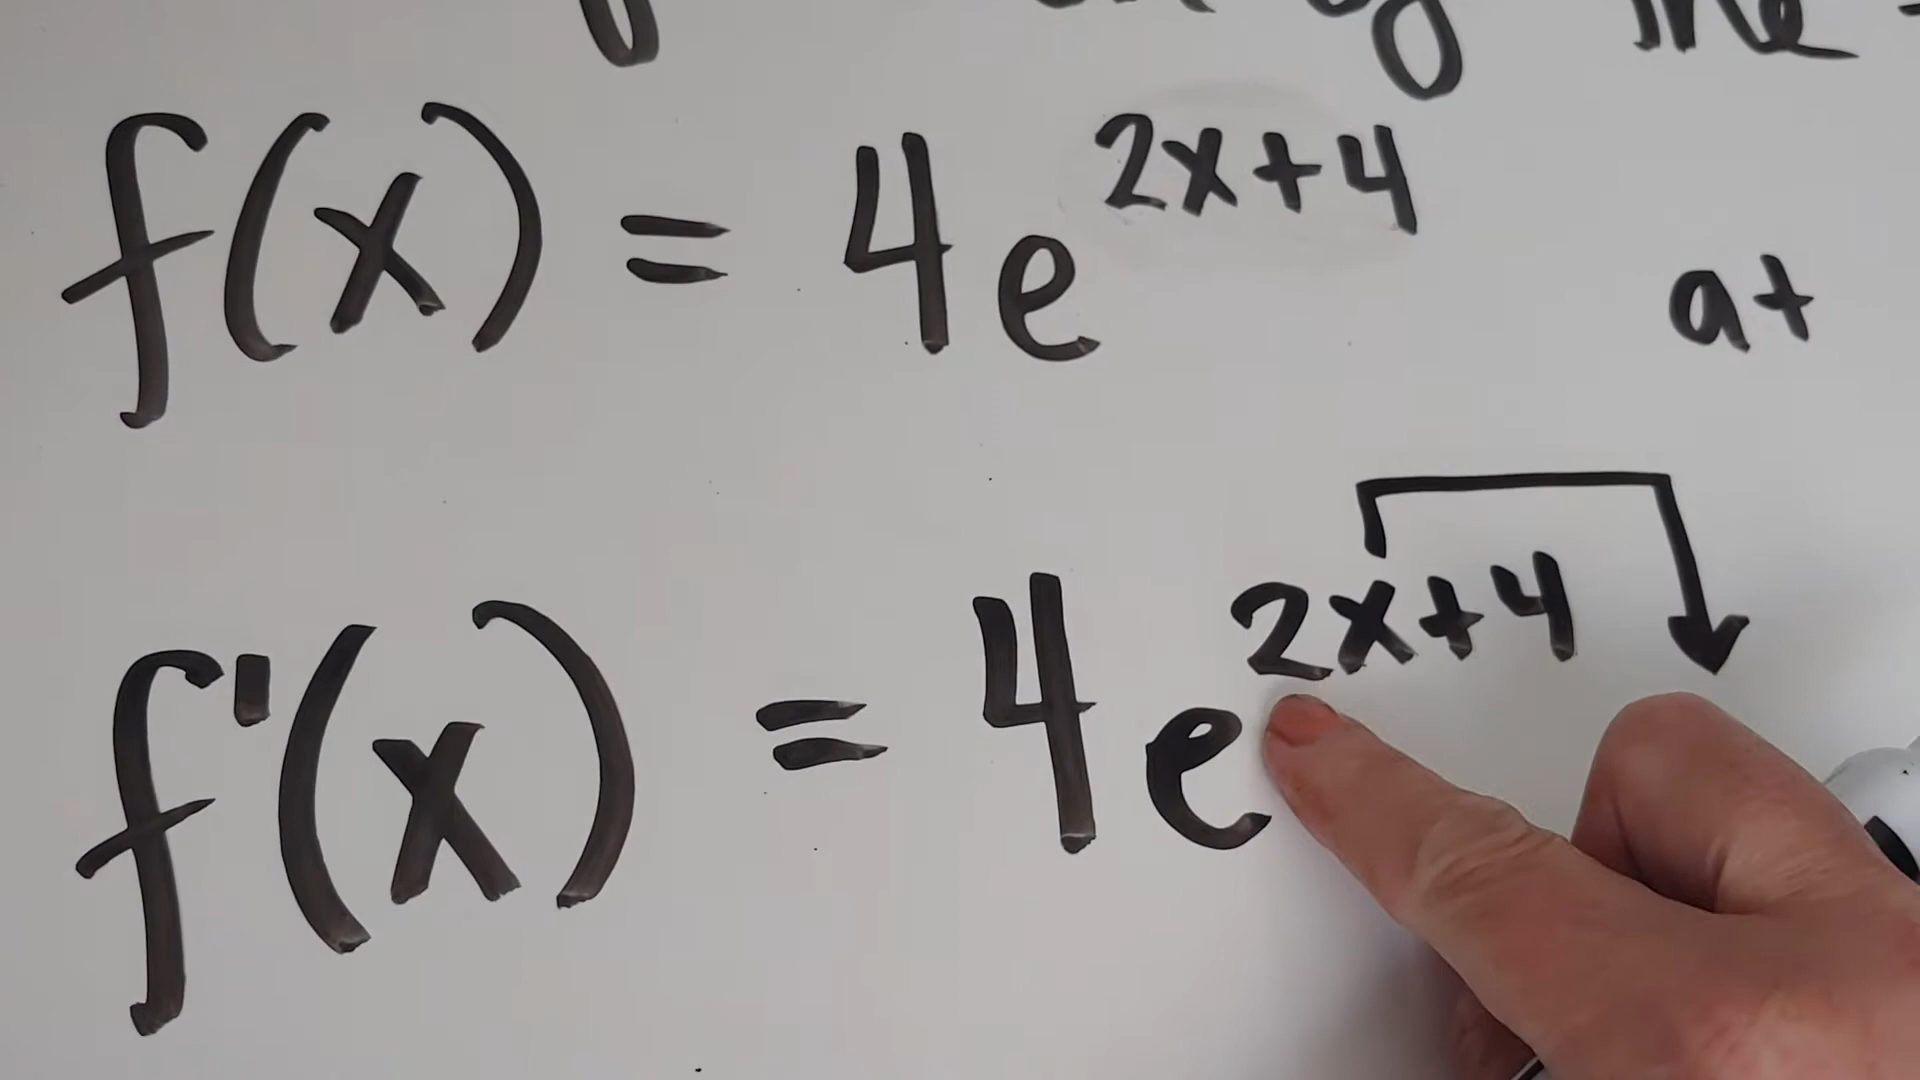 f(x) = 4e^{2x+4}
at
f'(x) = 4e^{2x+4}